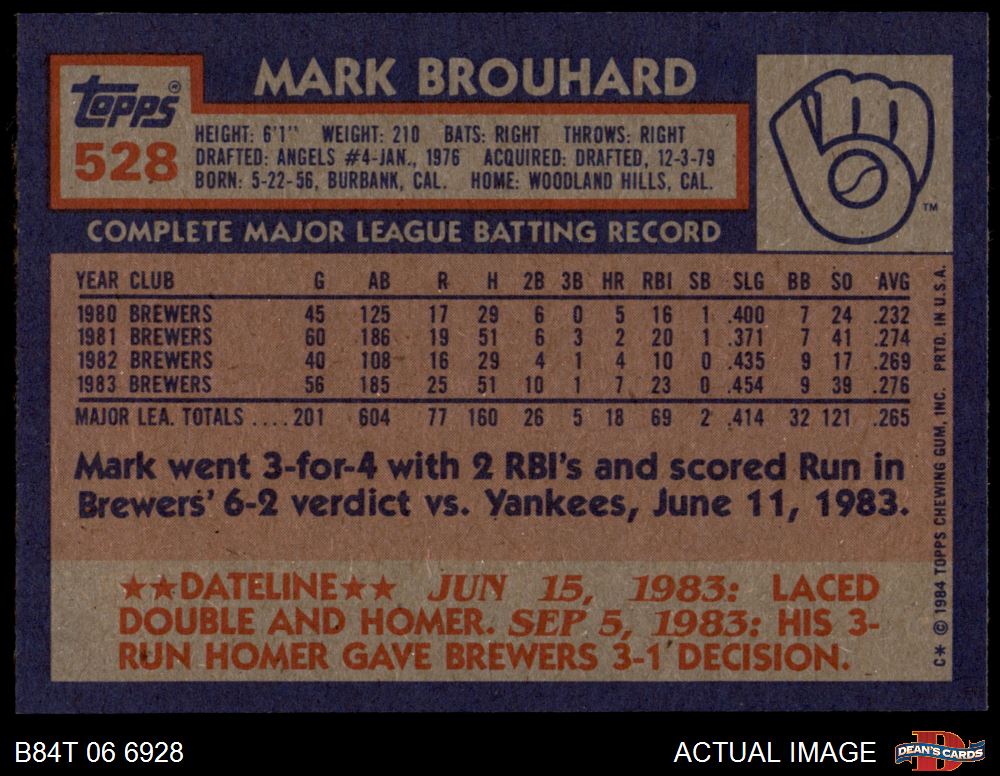 MARK BROUHARD
Topps®
528
HEIGHT: 6'1" WEIGHT: 210 BATS: RIGHT THROWS: RIGHT
DRAFTED: ANGELS #4-JAN., 1976 ACQUIRED: DRAFTED, 12-3-79
BORN: 5-22-56, BURBANK, CAL. HOME: WOODLAND HILLS, CAL.
TM
COMPLETE MAJOR LEAGUE BATTING RECORD
YEAR CLUB G AB R H 2B 3B HR RBI SB SLG BB SO AVG
1980 BREWERS 45 125 17 29 6 0 5 16 1 .400 7 24 .232
1981 BREWERS 60 186 19 51 6 3 2 20 1 .371 7 41 .274
1982 BREWERS 40 108 16 29 4 1 4 10 0 .435 9 17 .269
1983 BREWERS 56 185 25 51 10 1 7 23 0 .454 9 39 .276
MAJOR LEA. TOTALS ....201 604 77 160 26 5 18 69 2 .414 32 121 .265
Mark went 3-for-4 with 2 RBI's and scored Run in
Brewers' 6-2 verdict vs. Yankees, June 11, 1983.
★★DATELINE★★ JUN 15, 1983: LACED
DOUBLE AND HOMER. SEP 5, 1983: HIS 3-
RUN HOMER GAVE BREWERS 3-1 DECISION.
C* © 1984 TOPPS CHEWING GUM, INC. PRTD. IN U.S.A.
B84T 06 6928
ACTUAL IMAGE
DEAN'S CARDS